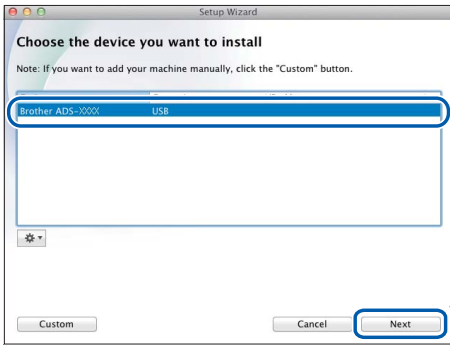 Setup Wizard
Choose the device you want to install
Note: If you want to add your machine manually, click the "Custom" button.
Brother ADS-XXXX USB
Custom Cancel Next